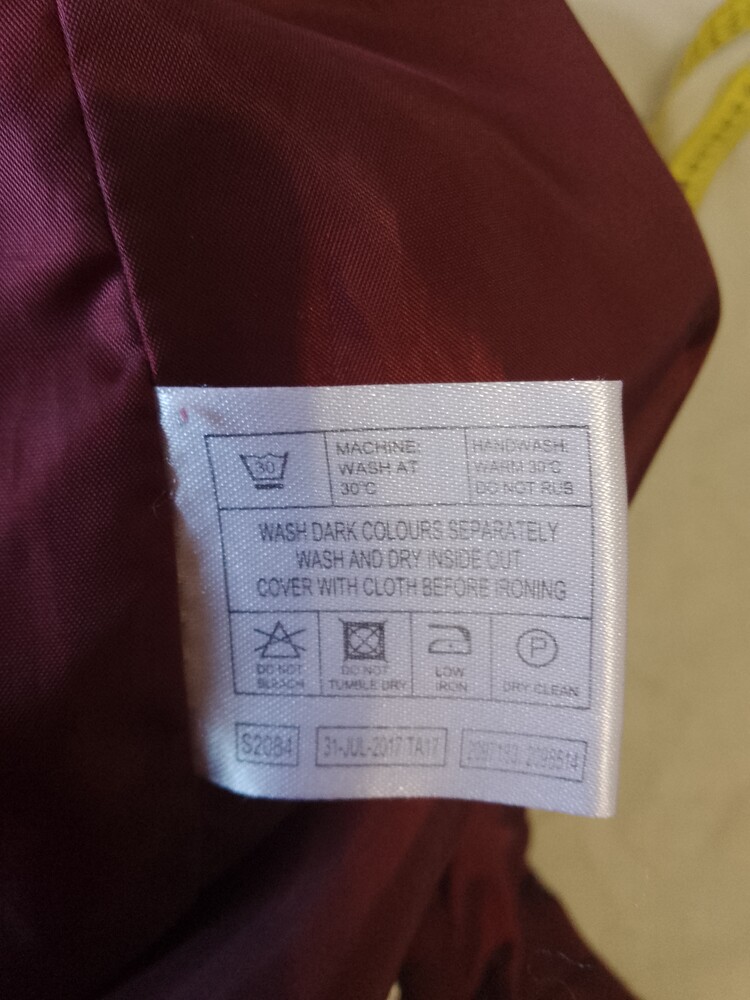 30
MACHINE:
WASH AT
30°C
HANDWASH:
WARM 30°C
DO NOT RUB
WASH DARK COLOURS SEPARATELY
WASH AND DRY INSIDE OUT
COVER WITH CLOTH BEFORE IRONING
DO NOT
BLEACH
DO NOT
TUMBLE DRY
LOW
IRON
P
DRY CLEAN
S2084
31-JUL-2017 TA17